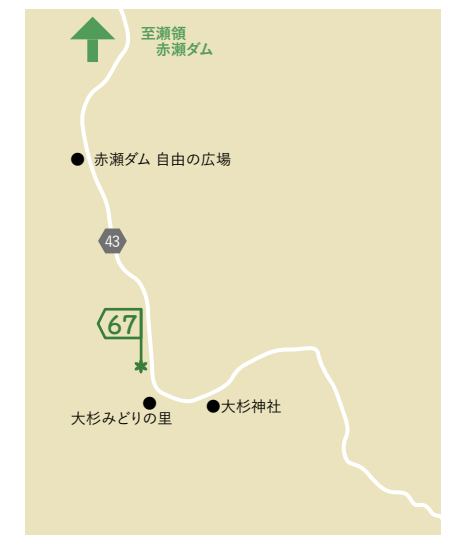 至瀬領
赤瀬ダム
赤瀬ダム 自由の広場
43
67
大杉みどりの里
大杉神社